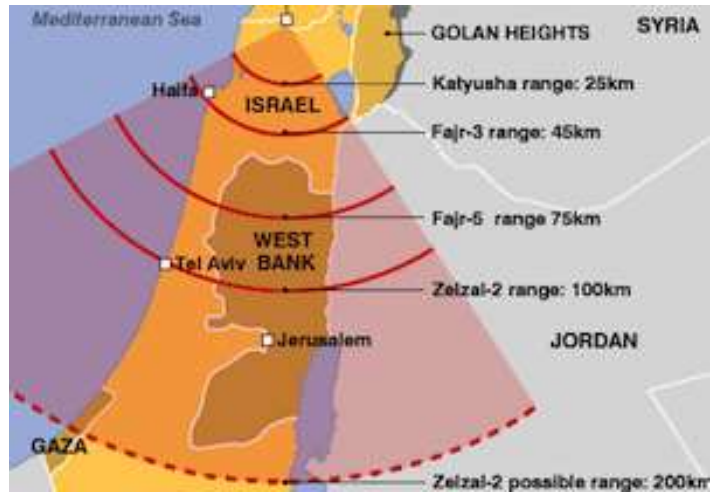 Mediterranean Sea
SYRIA
GOLAN HEIGHTS
Katyusha range: 25km
Haifa
ISRAEL
Fajr-3 range: 45km
Fajr-5 range 75km
WEST
BANK
Tel Aviv
Zelzal-2 range: 100km
Jerusalem
JORDAN
GAZA
Zelzal-2 possible range: 200km